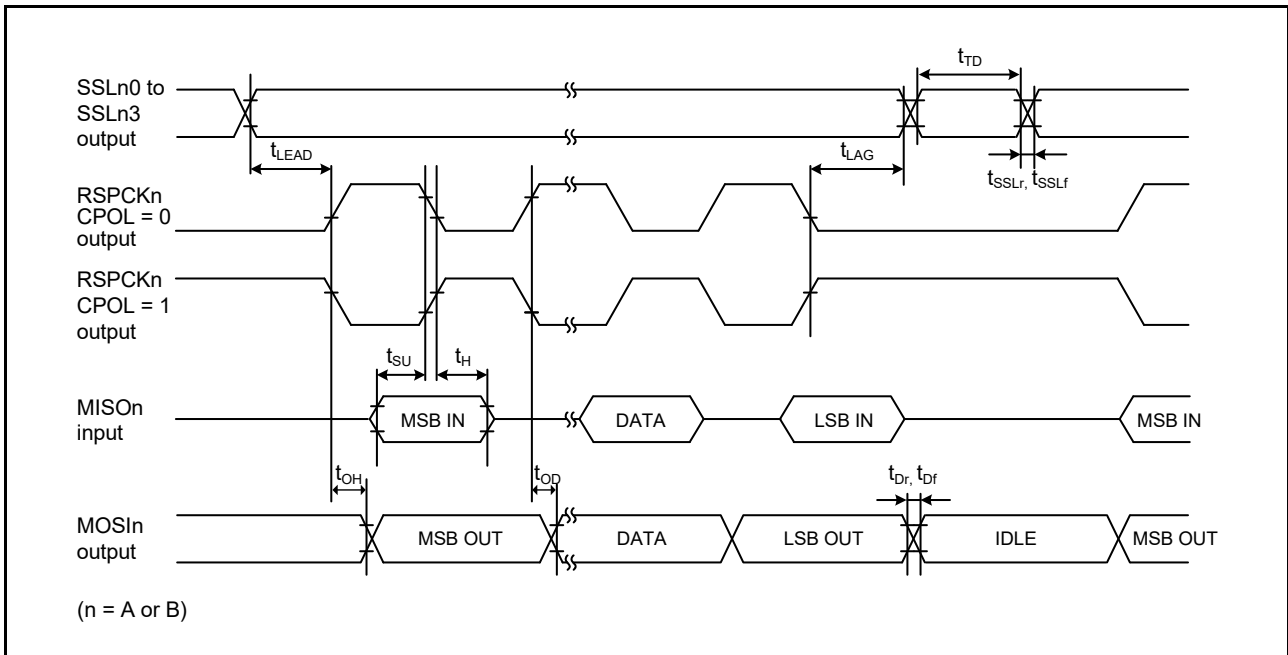 SSLn0 to
SSLn3
output
tTD
tLEAD
tLAG
tSSLr, tSSLf
RSPCKn
CPOL = 0
output
RSPCKn
CPOL = 1
output
tSU
tH
MISOn
input
MSB IN
DATA
LSB IN
MSB IN
tOH
tOD
tDr, tDf
MOSIn
output
MSB OUT
DATA
LSB OUT
IDLE
MSB OUT
(n = A or B)